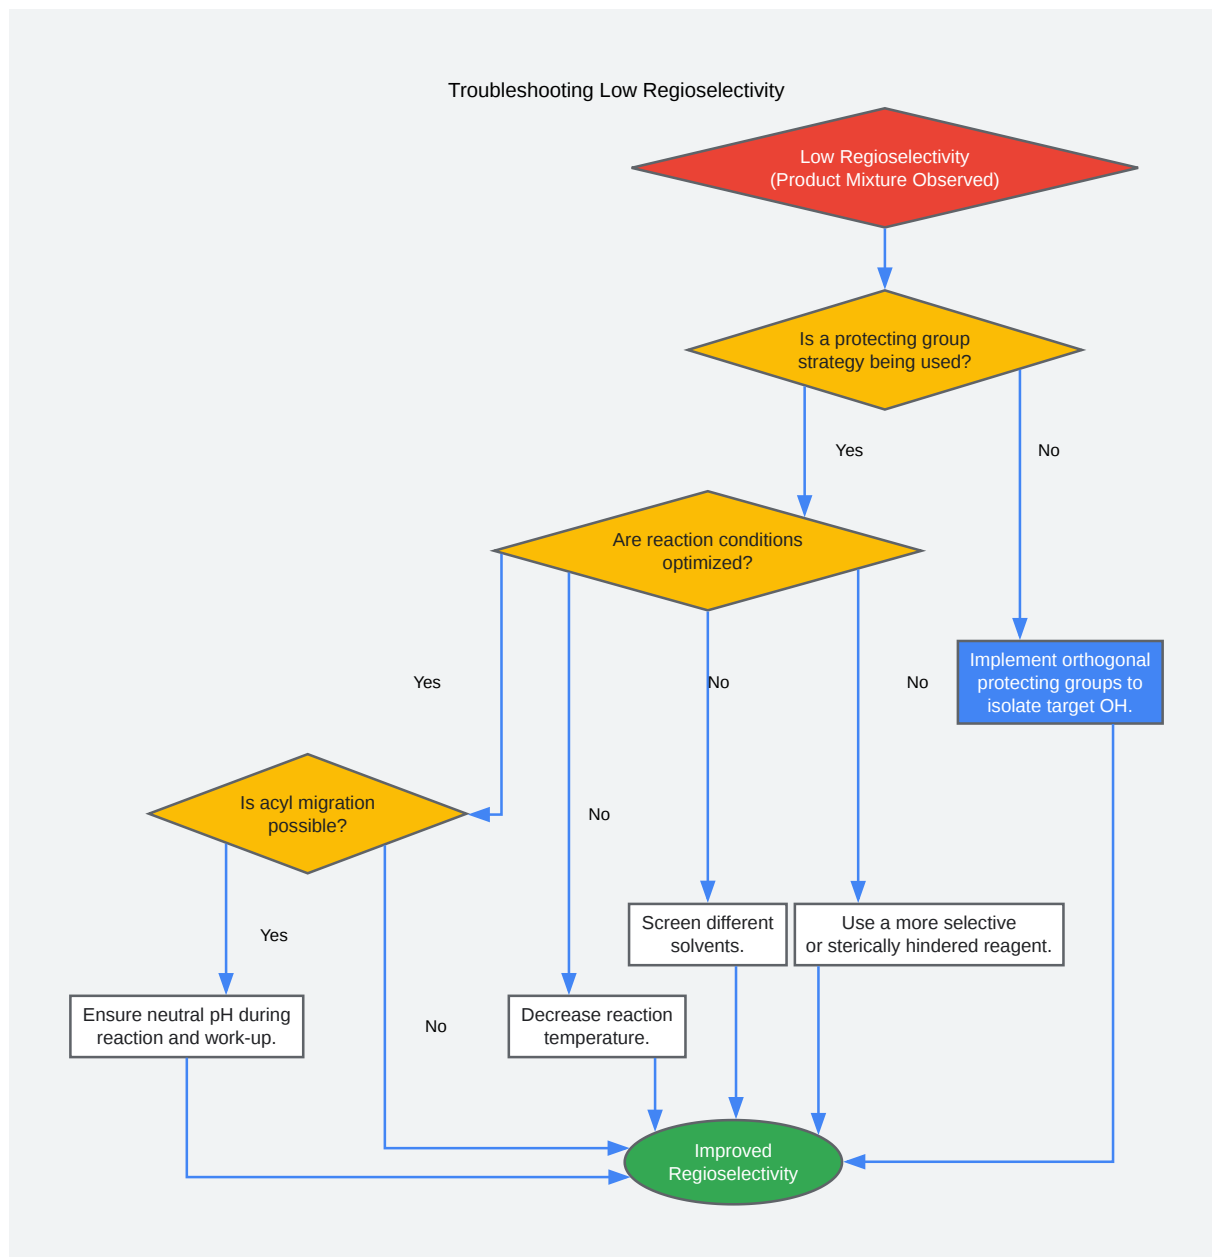 Troubleshooting Low Regioselectivity
Low Regioselectivity
(Product Mixture Observed)
Is a protecting group
strategy being used?
Yes
No
Are reaction conditions
optimized?
Yes
No
No
Implement orthogonal
protecting groups to
isolate target OH.
Is acyl migration
possible?
No
Yes
Screen different
solvents.
Use a more selective
or sterically hindered reagent.
Ensure neutral pH during
reaction and work-up.
No
Decrease reaction
temperature.
Improved
Regioselectivity